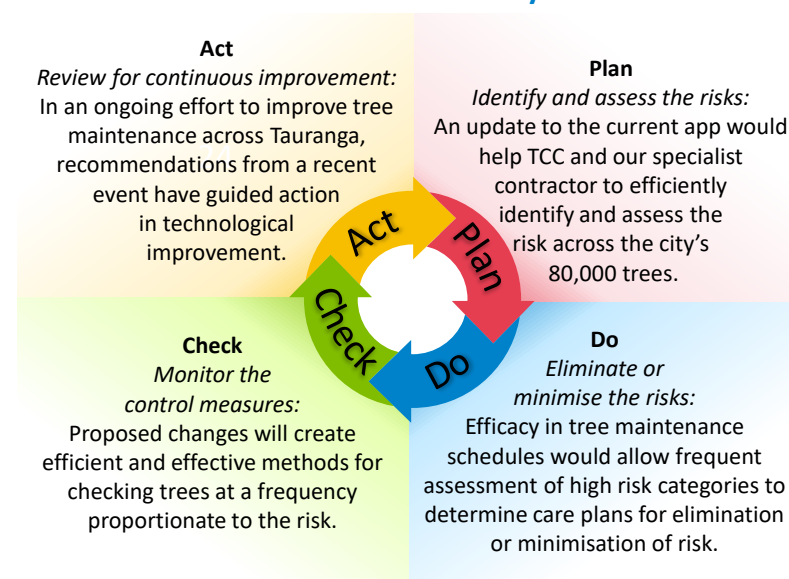 Act
Review for continuous improvement:
In an ongoing effort to improve tree
maintenance across Tauranga,
recommendations from a recent
event have guided action
in technological
improvement.
Plan
Identify and assess the risks:
An update to the current app would
help TCC and our specialist
contractor to efficiently
identify and assess the
risk across the city's
80,000 trees.
Act
Plan
Check
Do
Check
Monitor the
control measures:
Proposed changes will create
efficient and effective methods for
checking trees at a frequency
proportionate to the risk.
Do
Eliminate or
minimise the risks:
Efficacy in tree maintenance
schedules would allow frequent
assessment of high risk categories to
determine care plans for elimination
or minimisation of risk.